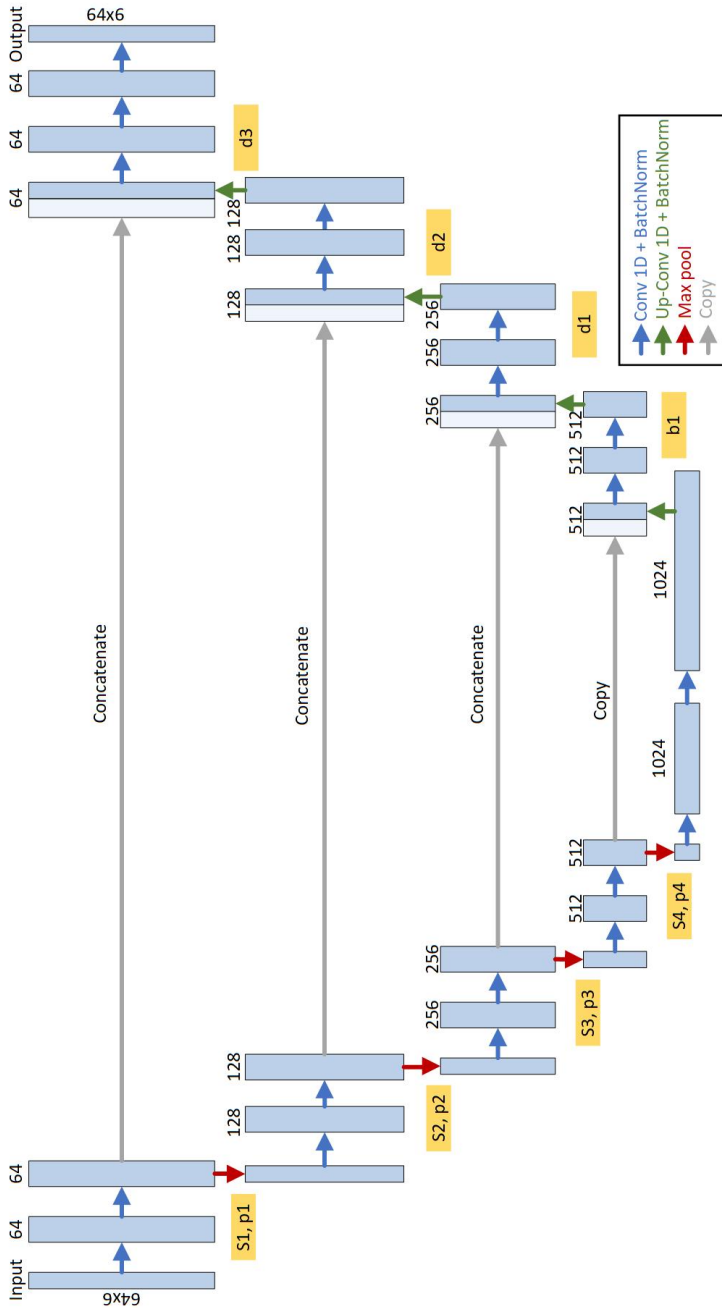 Input
64x6
64
64
S1, p1
128
128
S2, p2
256
256
S3, p3
512
512
S4, p4
1024
1024
Concatenate
Concatenate
Concatenate
Copy
512
512
512
b1
256
256
256
d1
128
128
128
d2
64
64
64
d3
Output
64x6
Conv 1D + BatchNorm
Up-Conv 1D + BatchNorm
Max pool
Copy